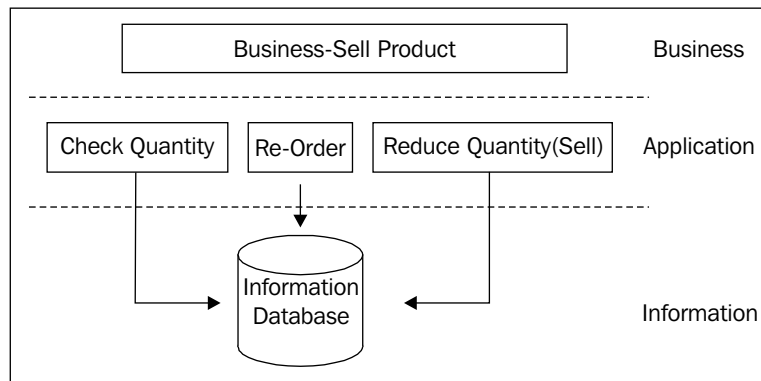 Business-Sell Product
Business
Check Quantity
Re-Order
Reduce Quantity(Sell)
Application
Information
Database
Information